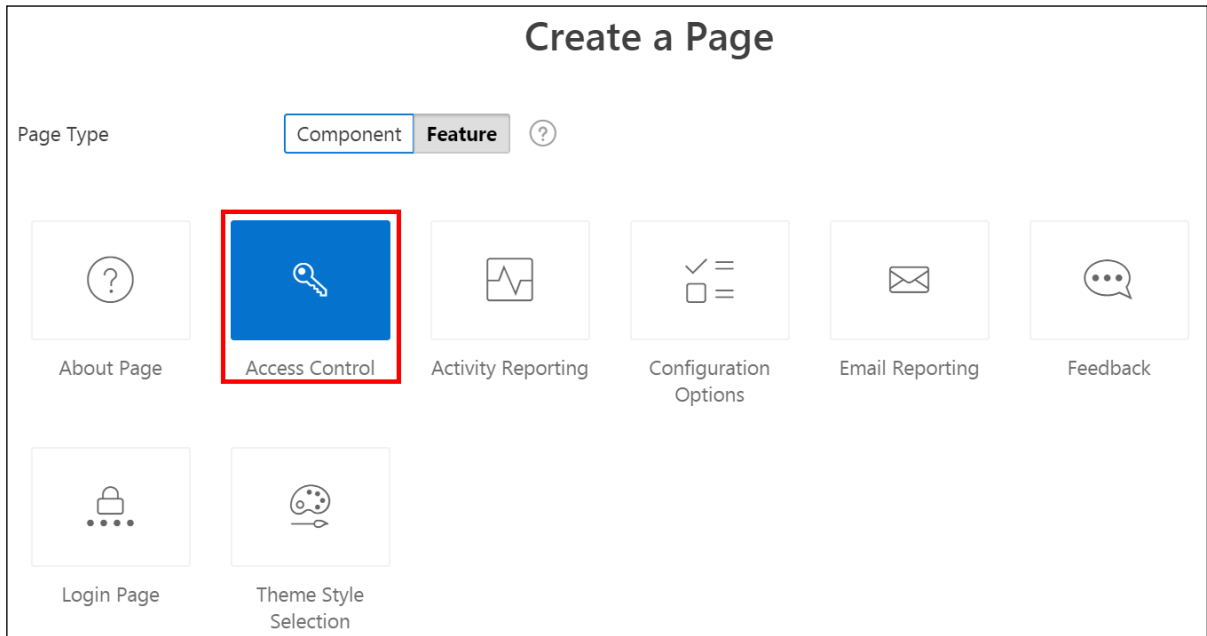 Create a Page
Page Type
Component
Feature
?
?
About Page
Access Control
Activity Reporting
Configuration
Options
Email Reporting
Feedback
Login Page
Theme Style
Selection